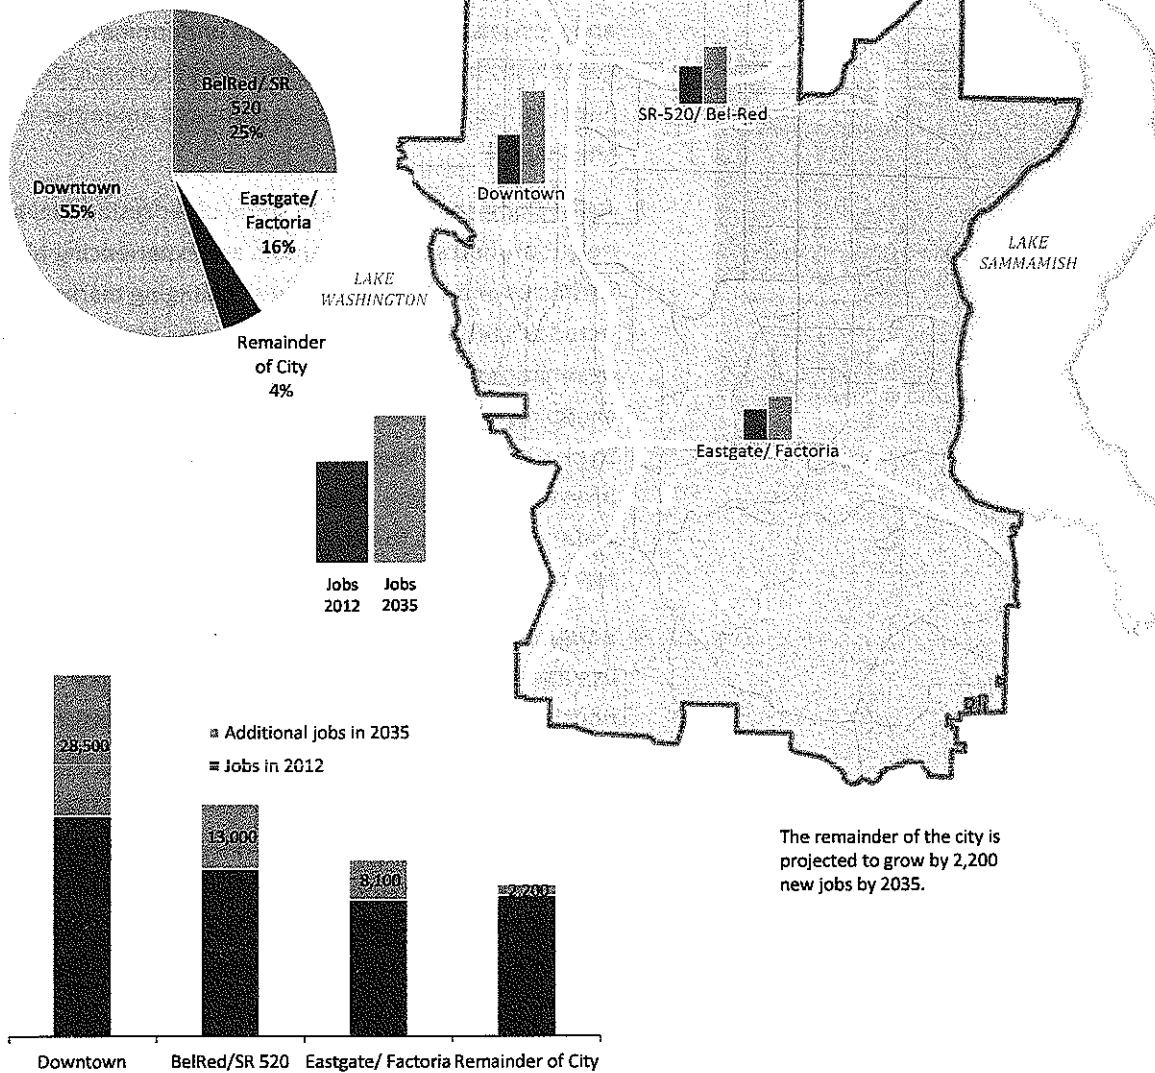 BelRed/ SR
520
25%
Downtown
55%
Eastgate/
Factoria
16%
Remainder
of City
4%
SR-520/ Bel-Red
Downtown
LAKE
WASHINGTON
LAKE
SAMMAMISH
Eastgate/ Factoria
Jobs
2012
Jobs
2035
Additional jobs in 2035
Jobs in 2012
28,500
13,000
8,100
2,200
Downtown
BelRed/SR 520
Eastgate/ Factoria
Remainder of City
The remainder of the city is
projected to grow by 2,200
new jobs by 2035.